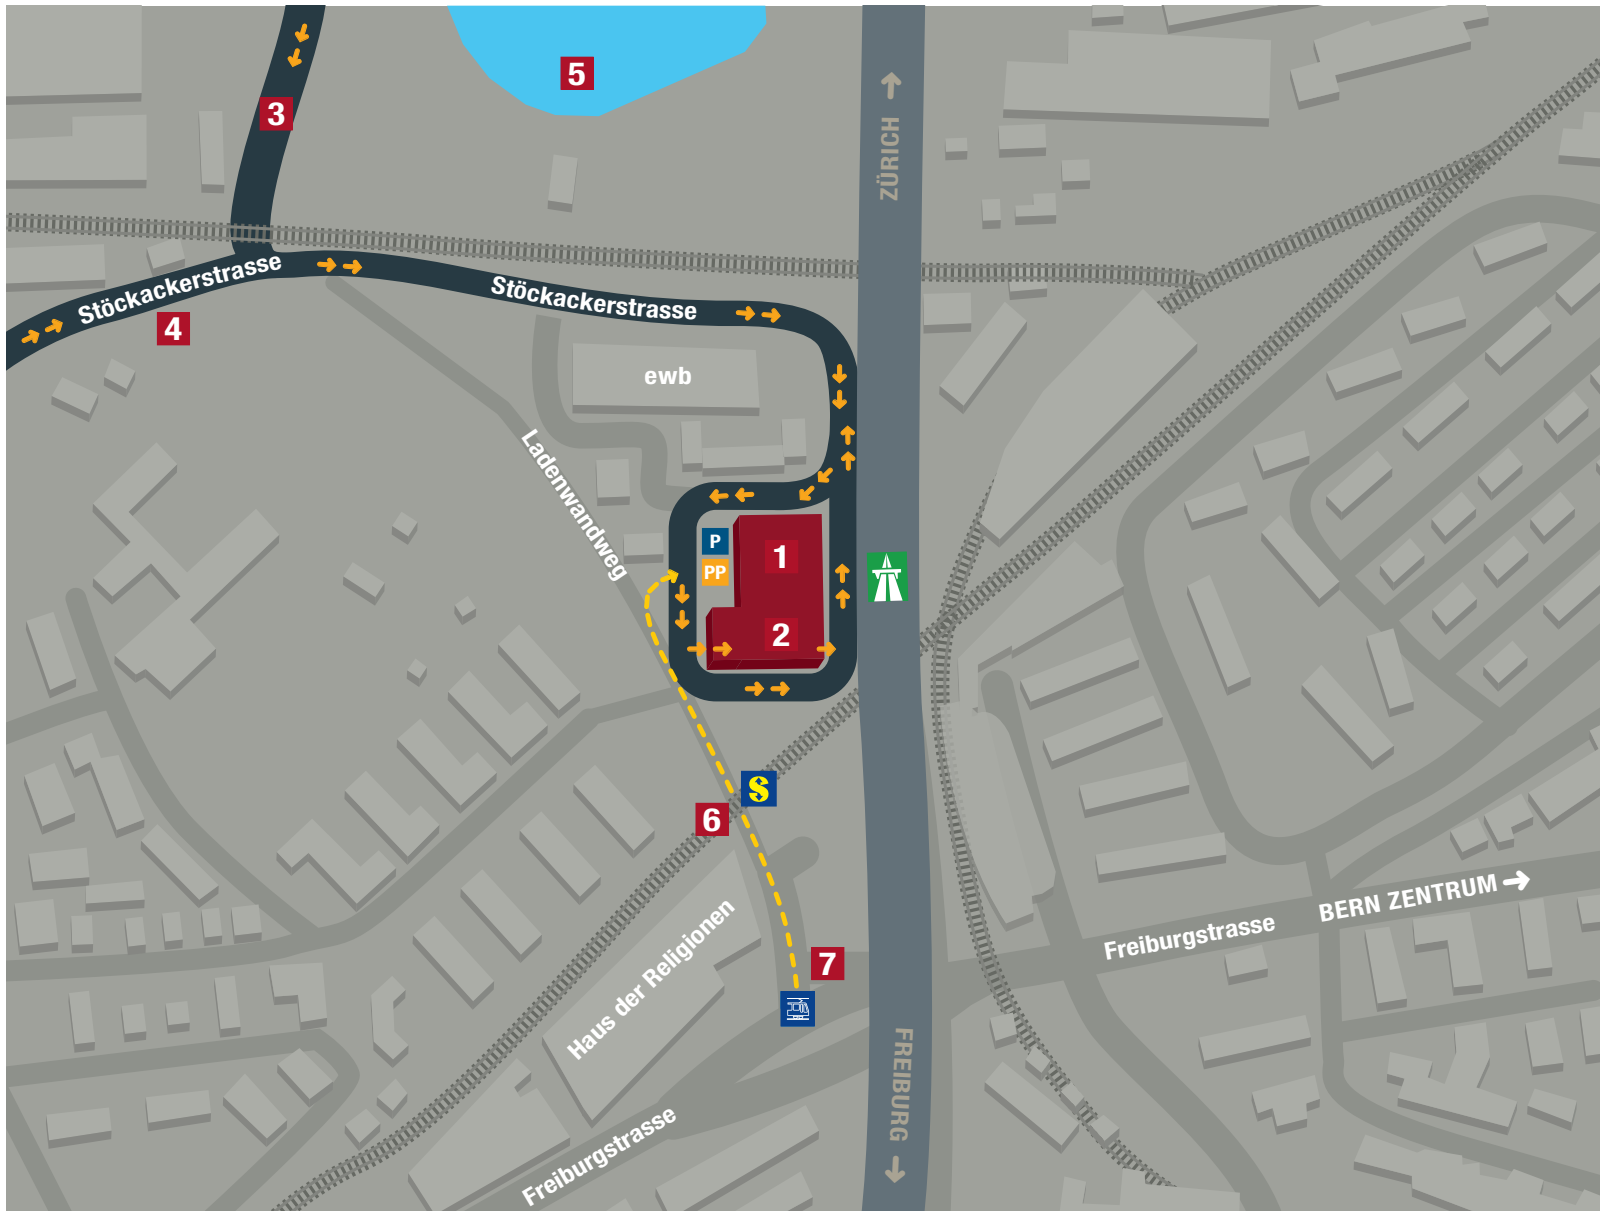 3
5
ZÜRICH
Stöckackerstrasse
4
Stöckackerstrasse
ewb
Ladenwandweg
P
PP
1
2
S
6
Haus der Religionen
7
BERN ZENTRUM
Freiburgstrasse
FREIBURG
Freiburgstrasse